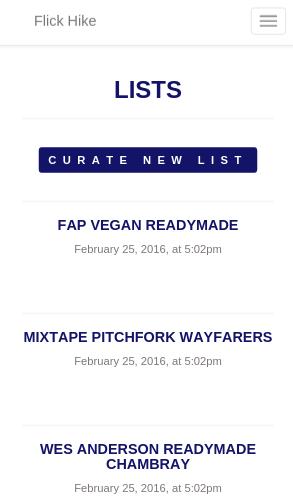 Flick Hike
LISTS
CURATE NEW LIST
FAP VEGAN READYMADE
February 25, 2016, at 5:02pm
MIXTAPE PITCHFORK WAYFARERS
February 25, 2016, at 5:02pm
WES ANDERSON READYMADE
CHAMBRAY
February 25, 2016, at 5:02pm